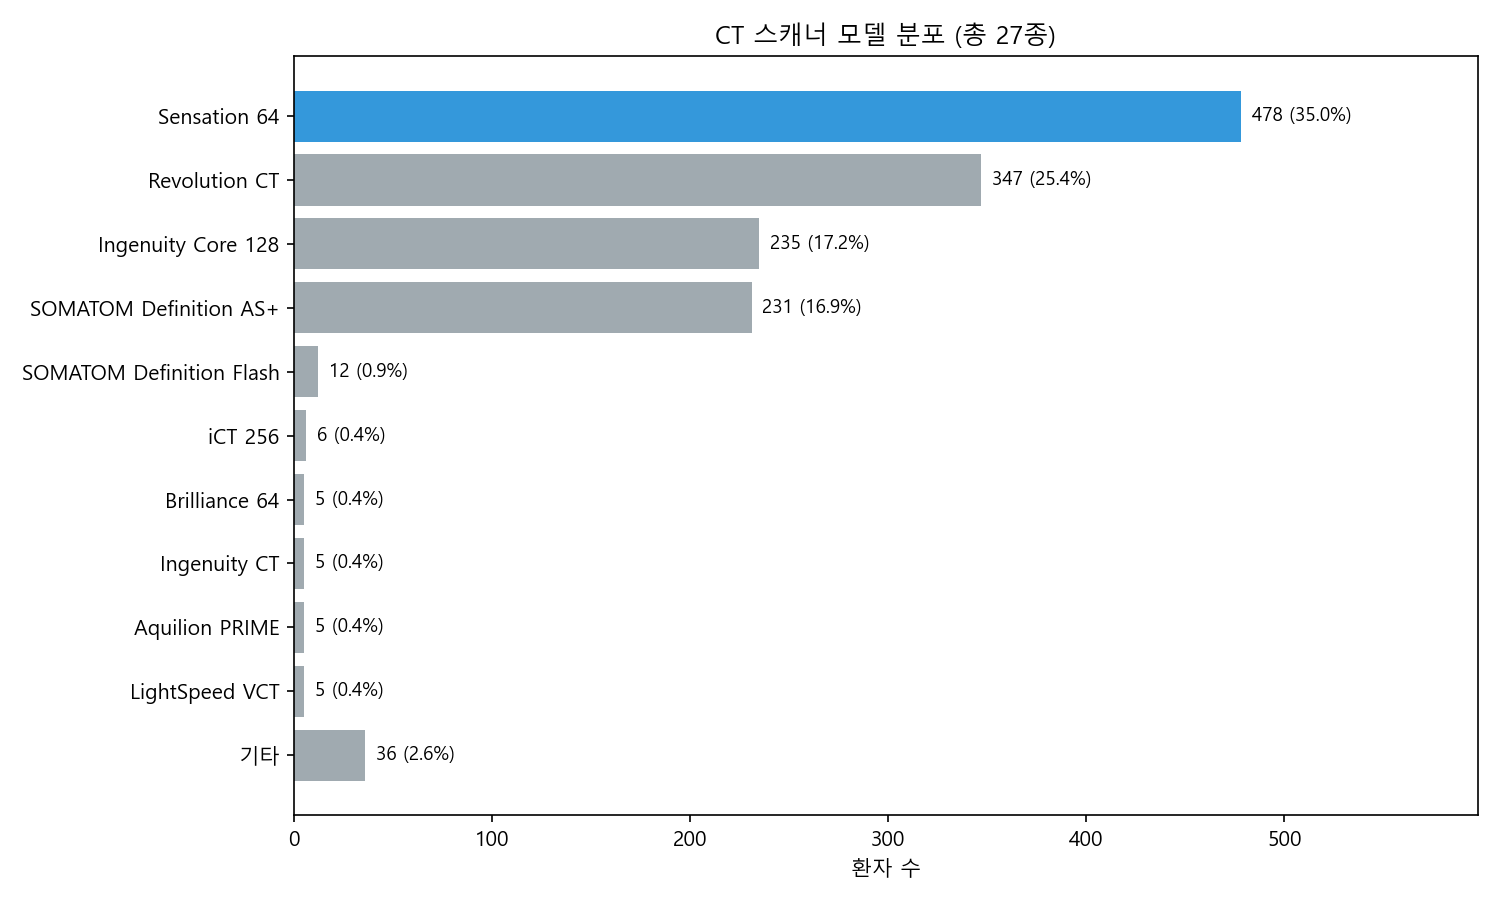 CT 스캐너 모델 분포 (총 27종)
Sensation 64 478 (35.0%)
Revolution CT 347 (25.4%)
Ingenuity Core 128 235 (17.2%)
SOMATOM Definition AS+ 231 (16.9%)
SOMATOM Definition Flash 12 (0.9%)
iCT 256 6 (0.4%)
Brilliance 64 5 (0.4%)
Ingenuity CT 5 (0.4%)
Aquilion PRIME 5 (0.4%)
LightSpeed VCT 5 (0.4%)
기타 36 (2.6%)
0 100 200 300 400 500
환자 수